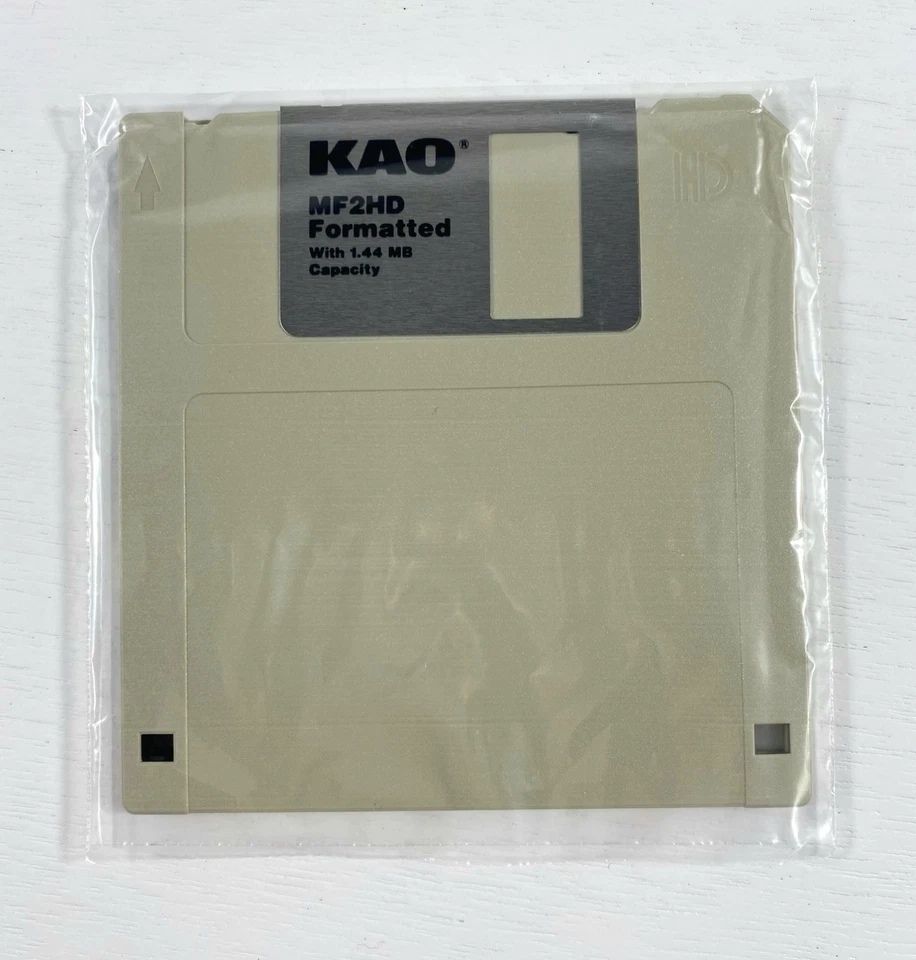 KAO®
HD
MF2HD
Formatted
With 1.44 MB
Capacity